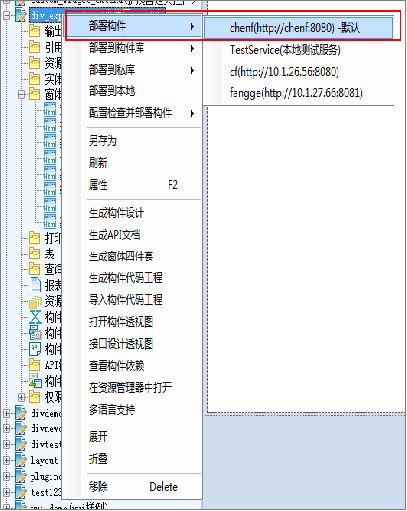 div_exp
部署构件
chenf(http://chenf:8080) -默认
部署到构件库
TestService(本地测试服务)
部署到私库
cf(http://10.1.26.56:8080)
部署到本地
fangge(http://10.1.27.66:8081)
配置检查并部署构件
另存为
刷新
属性 F2
生成构件设计
生成API文档
生成窗体四件套
生成构件代码工程
导入构件代码工程
打开构件透视图
接口设计透视图
查看构件依赖
在资源管理器中打开
多语言支持
展开
折叠
移除 Delete
输出
引用
资源
实体
窗体
打印
表
查询
报表
资源
构件
构件
构件
API
构件
权限
divdemo
divrevo
divtest
layout
plugin
test123